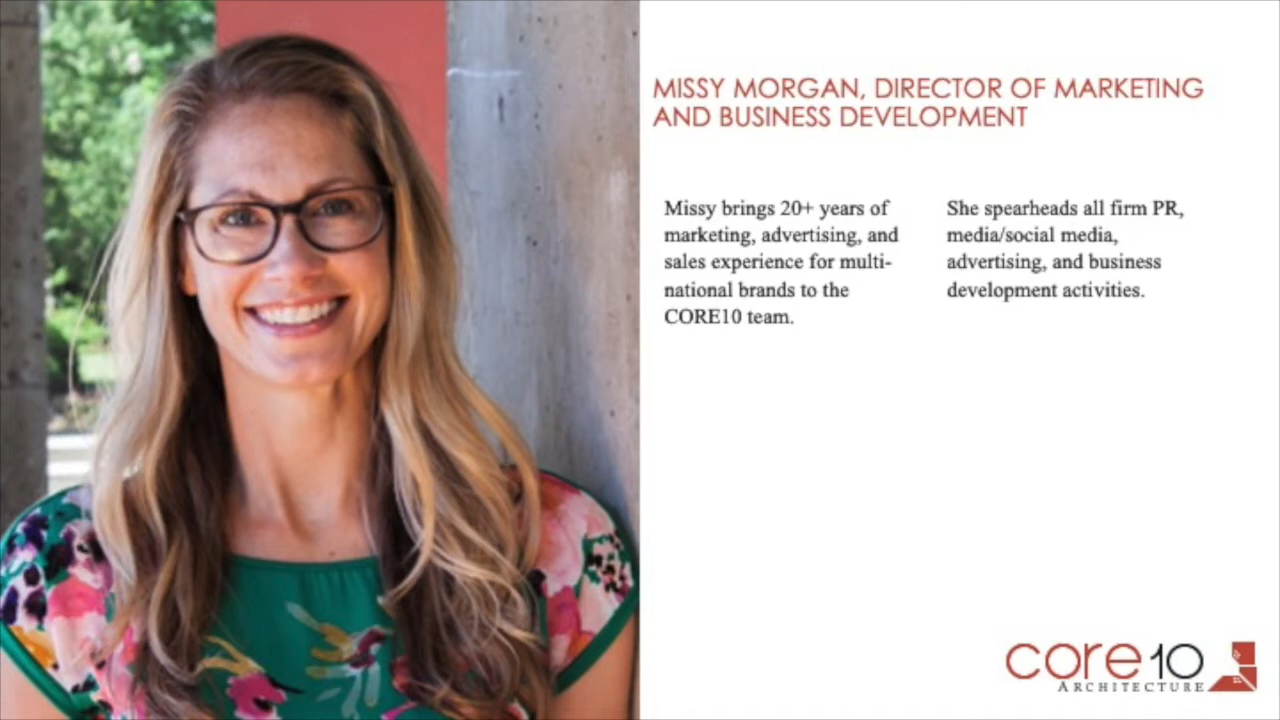 MISSY MORGAN, DIRECTOR OF MARKETING
AND BUSINESS DEVELOPMENT
Missy brings 20+ years of
marketing, advertising, and
sales experience for multi-
national brands to the
CORE10 team.
She spearheads all firm PR,
media/social media,
advertising, and business
development activities.
core10
ARCHITECTURE